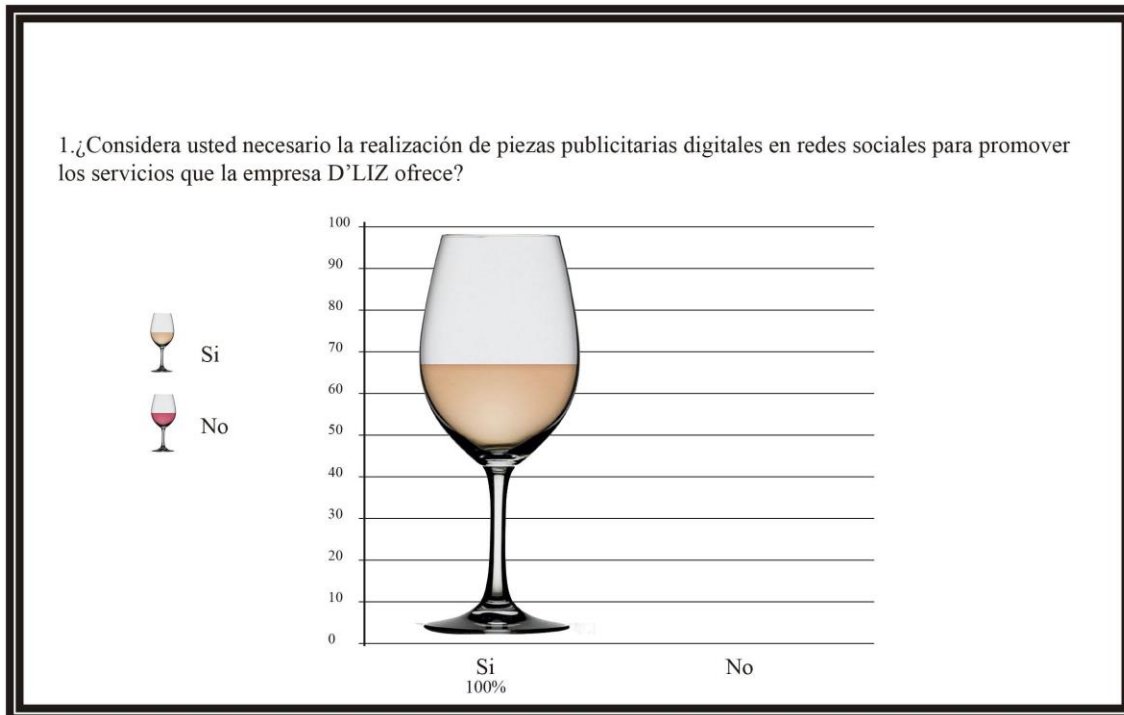 1.¿Considera usted necesario la realización de piezas publicitarias digitales en redes sociales para promover
los servicios que la empresa D’LIZ ofrece?
100
90
80
70
60
50
40
30
20
10
0
Si
No
Si
100%
No